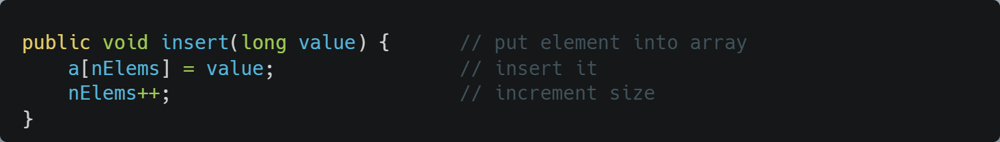 public void insert(long value) {      // put element into array
    a[nElems] = value;                // insert it
    nElems++;                         // increment size
}